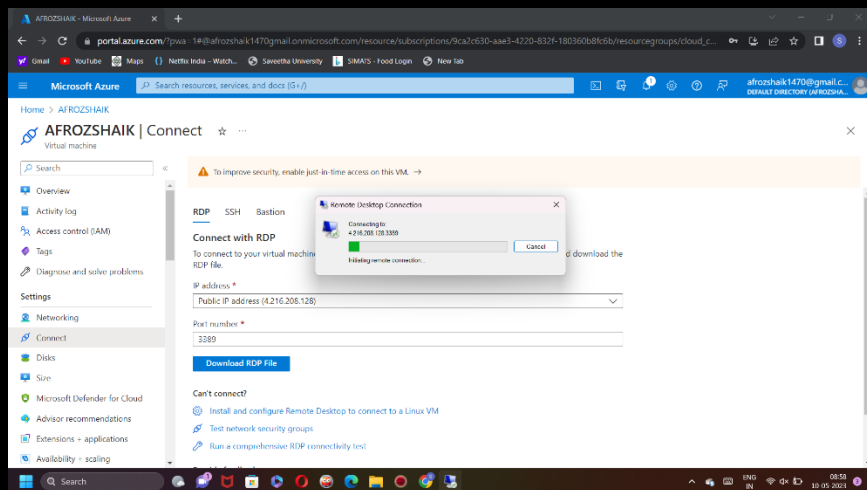 AFROZSHAIK - Microsoft Azure
portal.azure.com/?pwa=1#@afrozshaik1470gmail.onmicrosoft.com/resource/subscriptions/9ca2c630-aae3-4220-832f-180360b8fc6b/resourcegroups/cloud_c...
Gmail YouTube Maps Netflix India - Watch... Saveetha University SIMATS - Food Login New Tab
Microsoft Azure Search resources, services, and docs (G+/) 1 afrozshaik1470@gmail.c...
DEFAULT DIRECTORY (AFROZSHA...
Home > AFROZSHAIK
AFROZSHAIK | Connect
Virtual machine
Search
To improve security, enable just-in-time access on this VM. →
Overview
Activity log
Access control (IAM)
Tags
Diagnose and solve problems
Settings
Networking
Connect
Disks
Size
Microsoft Defender for Cloud
Advisor recommendations
Extensions + applications
Availability + scaling
RDP SSH Bastion
Connect with RDP
To connect to your virtual machine
d download the
RDP file.
Remote Desktop Connection
Connecting to:
4.216.208.128:3389
Cancel
Initiating remote connection...
IP address *
Public IP address (4.216.208.128)
Port number *
3389
Download RDP File
Can't connect?
Install and configure Remote Desktop to connect to a Linux VM
Test network security groups
Run a comprehensive RDP connectivity test
Search
ENG
IN
08:58
10-05-2023